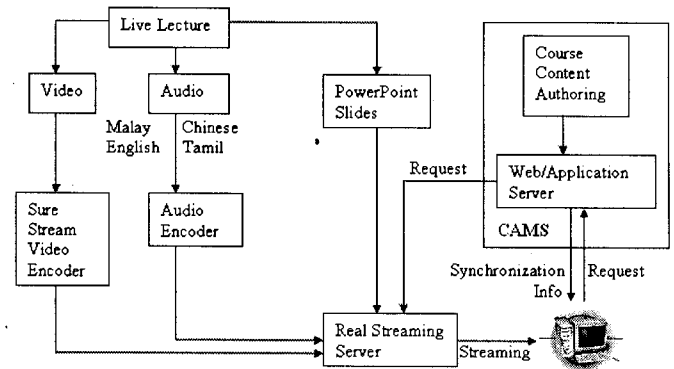 Live Lecture
Video
Audio
PowerPoint
Slides
Course
Content
Authoring
Malay
English
Chinese
Tamil
Request
Web/Application
Server
CAMS
Sure
Stream
Video
Encoder
Audio
Encoder
Synchronization
Info
Request
Real Streaming
Server
Streaming